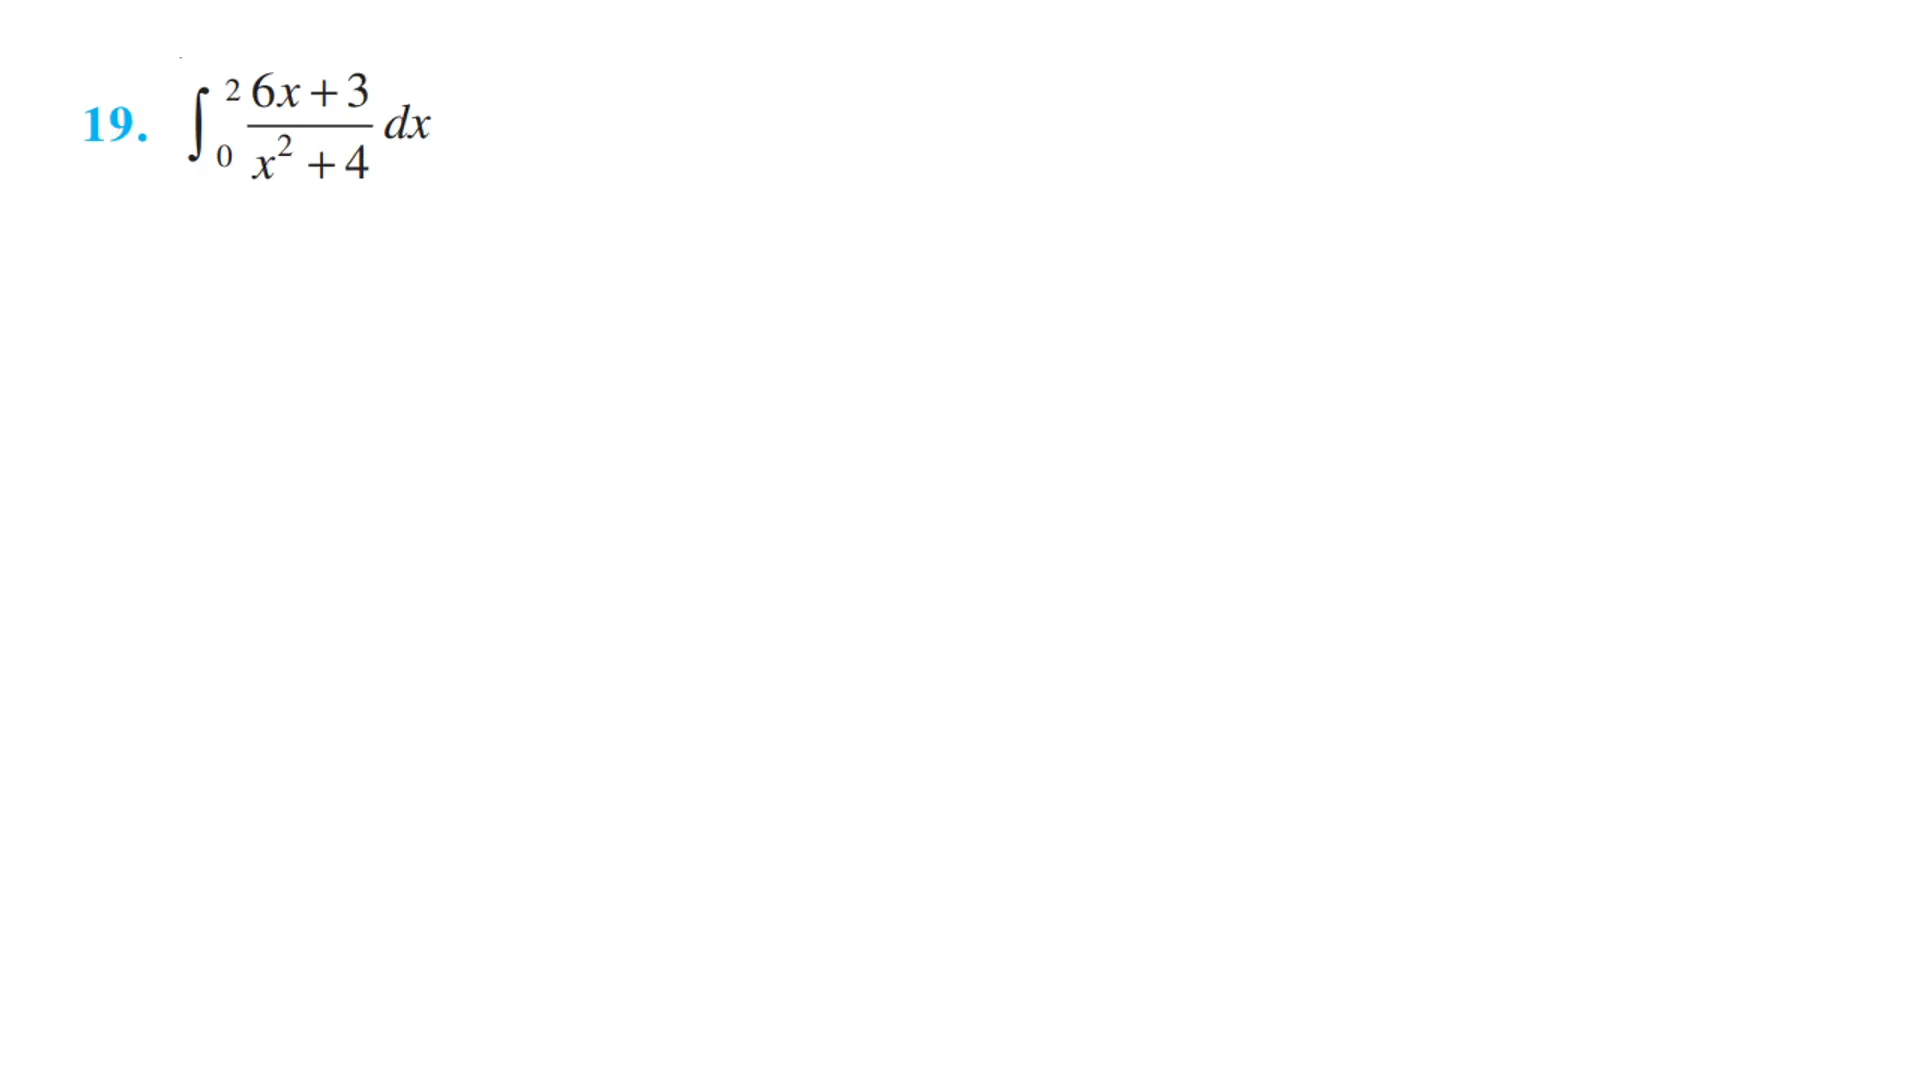 19. ∫₀² (6x + 3)/(x² + 4) dx